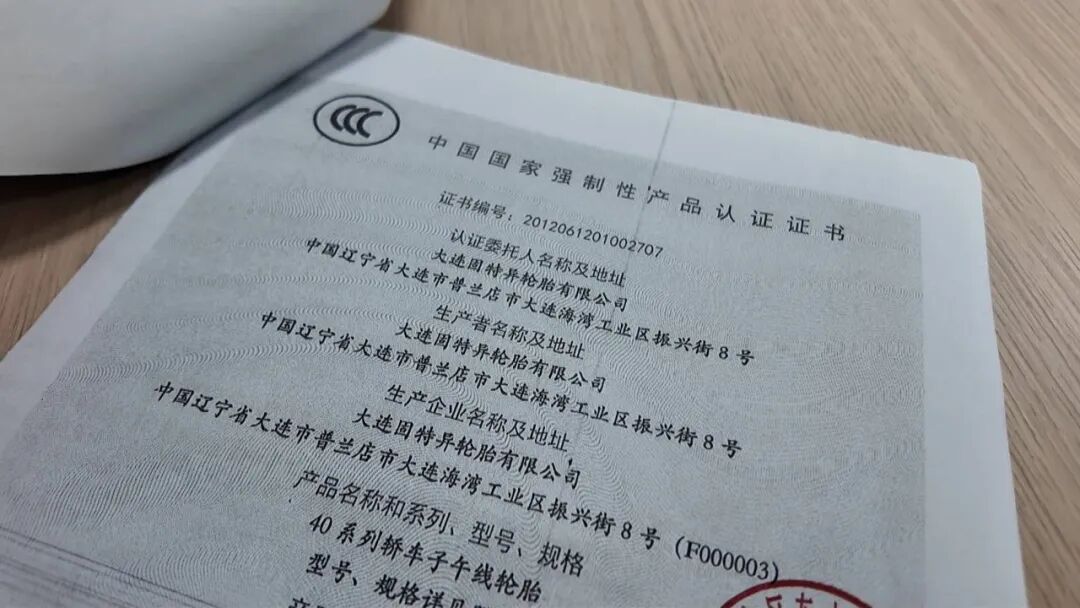 CCC
中国国家强制性产品认证证书
证书编号：2012061201002707
认证委托人名称及地址
大连固特异轮胎有限公司
中国辽宁省大连市普兰店市大连海湾工业区振兴街8号
生产者名称及地址
大连固特异轮胎有限公司
中国辽宁省大连市普兰店市大连海湾工业区振兴街8号
生产企业名称及地址
大连固特异轮胎有限公司
中国辽宁省大连市普兰店市大连海湾工业区振兴街8号（F000003）
产品名称和系列、型号、规格
40系列轿车子午线轮胎
型号、规格详见